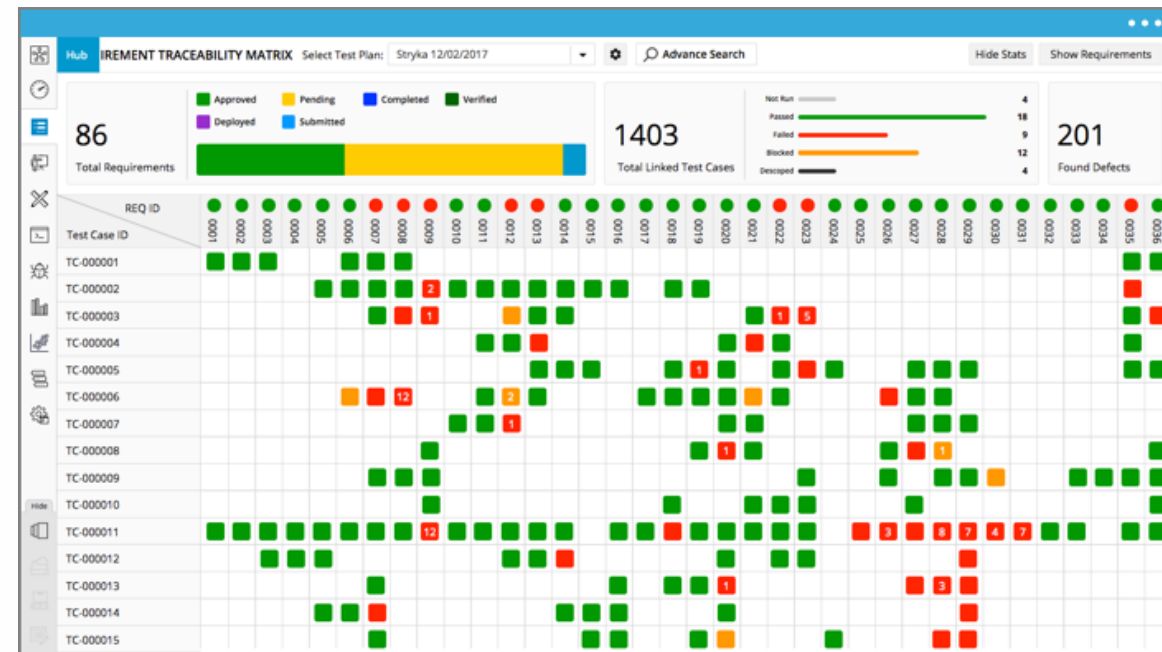 Hub IREMENT TRACEABILITY MATRIX Select Test Plan: Stryka 12/02/2017 Advance Search Hide Stats Show Requirements
86
Total Requirements
Approved Pending Completed Verified
Deployed Submitted
1403
Total Linked Test Cases
Not Run 4
Passed 18
Failed 9
Blocked 12
Descoped 4
201
Found Defects
REQ ID
Test Case ID
0001 0002 0003 0004 0005 0006 0007 0008 0009 0010 0011 0012 0013 0014 0015 0016 0017 0018 0019 0020 0021 0022 0023 0024 0025 0026 0027 0028 0029 0030 0031 0032 0033 0034 0035 0036
TC-000001
TC-000002 2
TC-000003 1 1 5
TC-000004
TC-000005 1
TC-000006 12 2
TC-000007 1
TC-000008 1 1
TC-000009
Hide
TC-000010
TC-000011 12 3 8 7 4 7
TC-000012
TC-000013 1 3
TC-000014
TC-000015